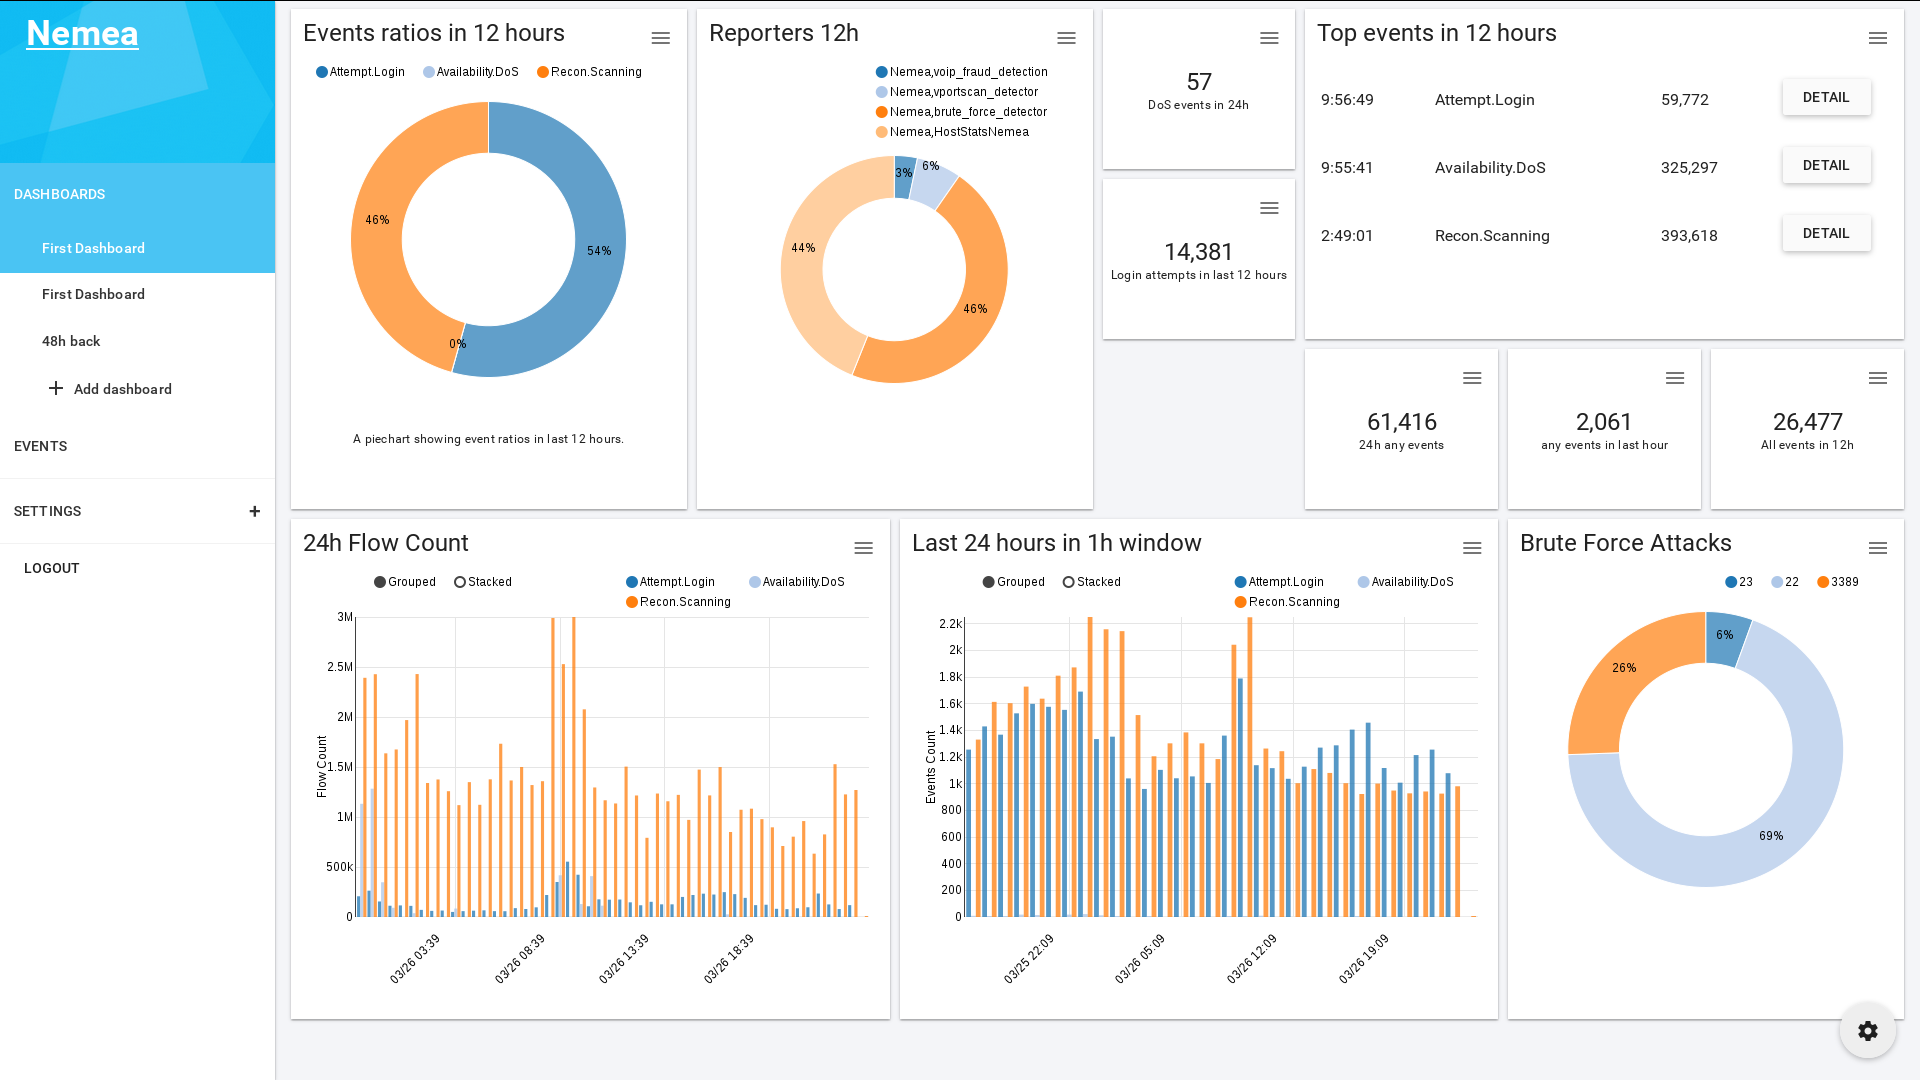 Nemea
DASHBOARDS
First Dashboard
First Dashboard
48h back
+ Add dashboard
EVENTS
SETTINGS +
LOGOUT
Events ratios in 12 hours
Attempt.Login Availability.DoS Recon.Scanning
46%
54%
0%
A piechart showing event ratios in last 12 hours.
Reporters 12h
Nemea,voip_fraud_detection
Nemea,vportscan_detector
Nemea,brute_force_detector
Nemea,HostStatsNemea
3% 6%
44%
46%
57
DoS events in 24h
14,381
Login attempts in last 12 hours
Top events in 12 hours
9:56:49 Attempt.Login 59,772 DETAIL
9:55:41 Availability.DoS 325,297 DETAIL
2:49:01 Recon.Scanning 393,618 DETAIL
61,416
24h any events
2,061
any events in last hour
26,477
All events in 12h
24h Flow Count
Grouped Stacked Attempt.Login Availability.DoS
Recon.Scanning
Flow Count
3M
2.5M
2M
1.5M
1M
500k
0
03/26 03:39 03/26 08:39 03/26 13:39 03/26 18:39
Last 24 hours in 1h window
Grouped Stacked Attempt.Login Availability.DoS
Recon.Scanning
Events Count
2.2k
2k
1.8k
1.6k
1.4k
1.2k
1k
800
600
400
200
0
03/25 22:09 03/26 05:09 03/26 12:09 03/26 19:09
Brute Force Attacks
23 22 3389
6%
26%
69%